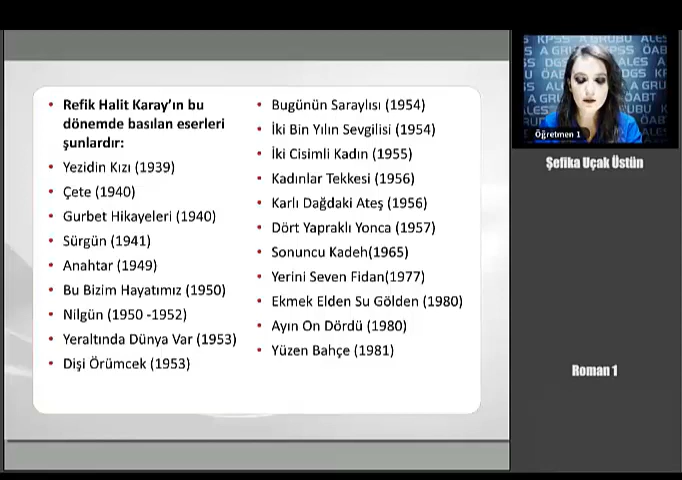 Refik Halit Karay'ın bu
dönemde basılan eserleri
şunlardır:
Yezidin Kızı (1939)
Çete (1940)
Gurbet Hikayeleri (1940)
Sürgün (1941)
Anahtar (1949)
Bu Bizim Hayatımız (1950)
Nilgün (1950 -1952)
Yeraltında Dünya Var (1953)
Dişi Örümcek (1953)
Bugünün Saraylısı (1954)
İki Bin Yılın Sevgilisi (1954)
İki Cisimli Kadın (1955)
Kadınlar Tekkesi (1956)
Karlı Dağdaki Ateş (1956)
Dört Yapraklı Yonca (1957)
Sonuncu Kadeh(1965)
Yerini Seven Fidan(1977)
Ekmek Elden Su Gölden (1980)
Ayın On Dördü (1980)
Yüzen Bahçe (1981)
Öğretmen 1
Şefika Uçak Üstün
Roman 1